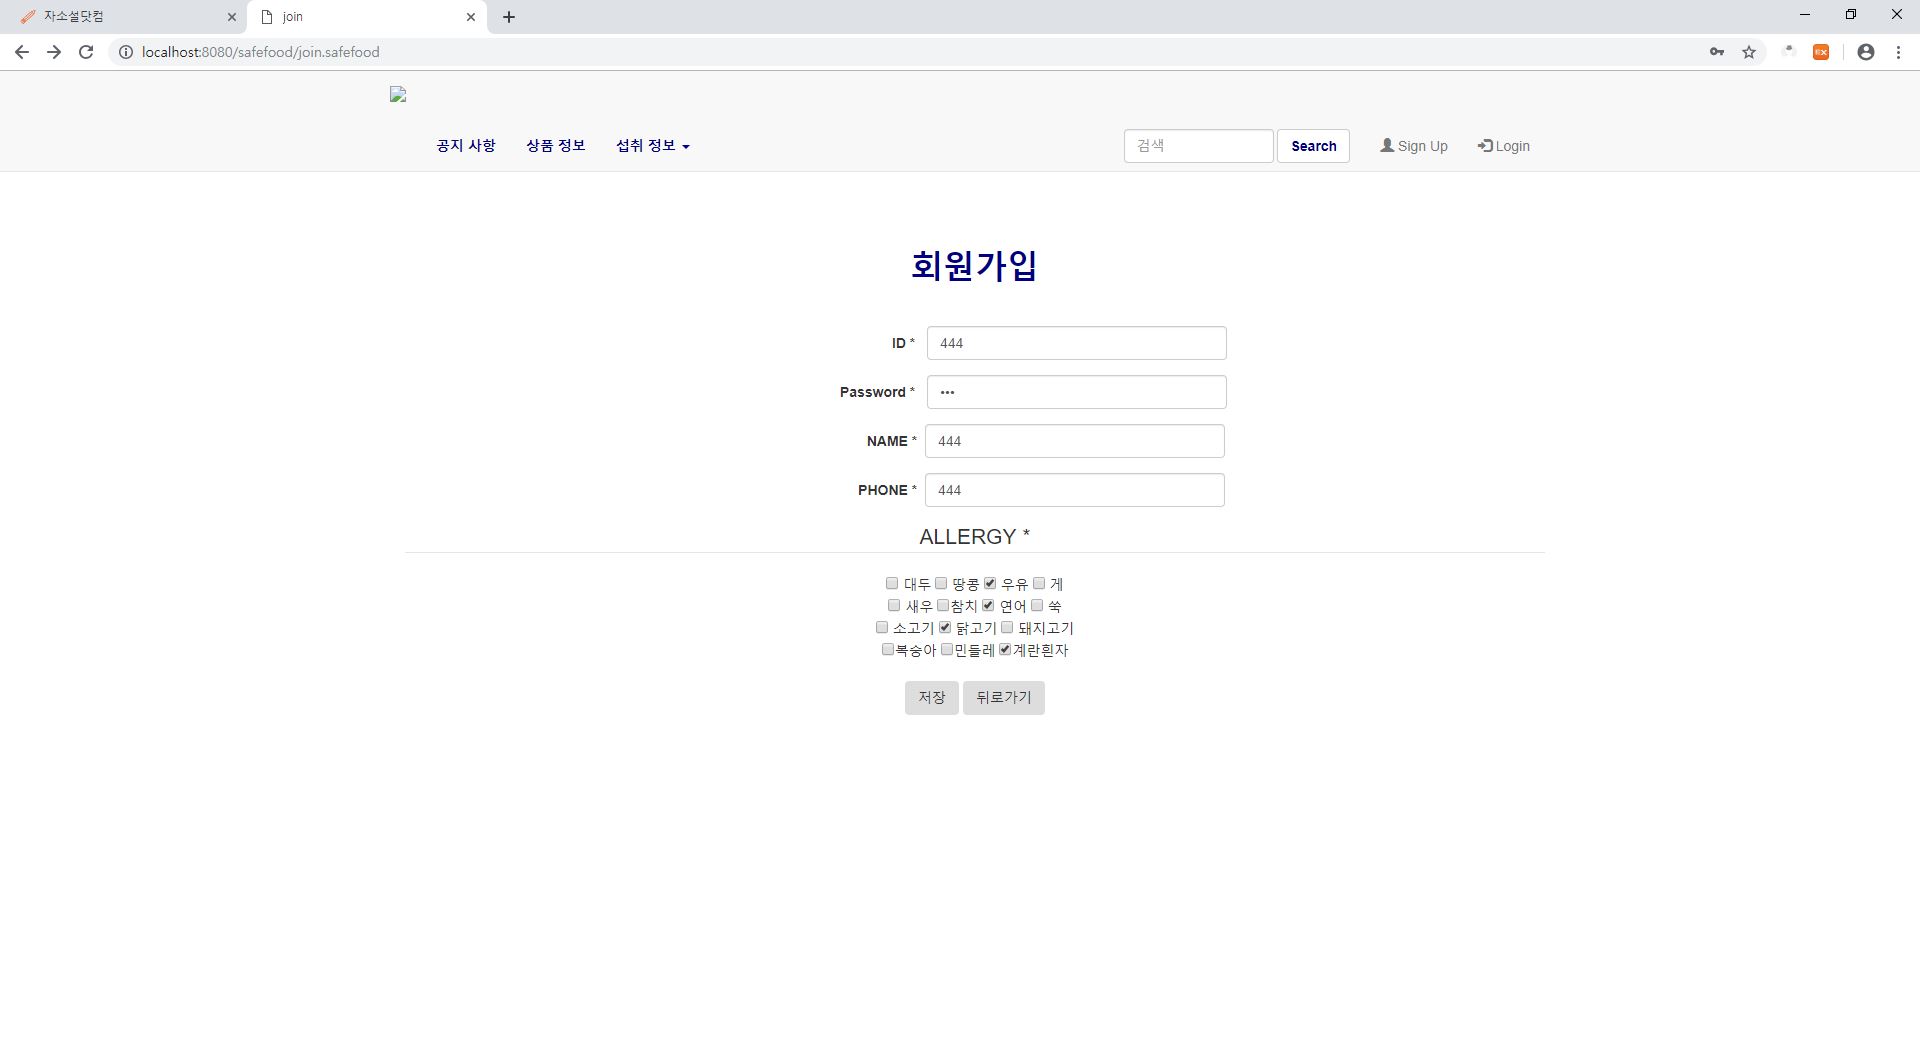 자소설닷컴
join
localhost:8080/safefood/join.safefood
공지 사항 상품 정보 섭취 정보
검색 Search Sign Up Login
회원가입
ID * 444
Password * •••
NAME * 444
PHONE * 444
ALLERGY *
대두 땅콩 우유 게
새우 참치 연어 쑥
소고기 닭고기 돼지고기
복숭아 민들레 계란흰자
저장 뒤로가기